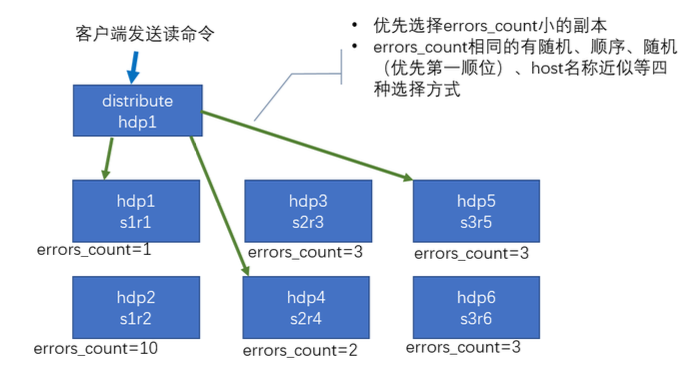 客户端发送读命令
• 优先选择errors_count小的副本
• errors_count相同的有随机、顺序、随机
（优先第一顺位）、host名称近似等四
种选择方式
distribute
hdp1
hdp1
s1r1
errors_count=1
hdp3
s2r3
errors_count=3
hdp5
s3r5
errors_count=3
hdp2
s1r2
errors_count=10
hdp4
s2r4
errors_count=2
hdp6
s3r6
errors_count=3